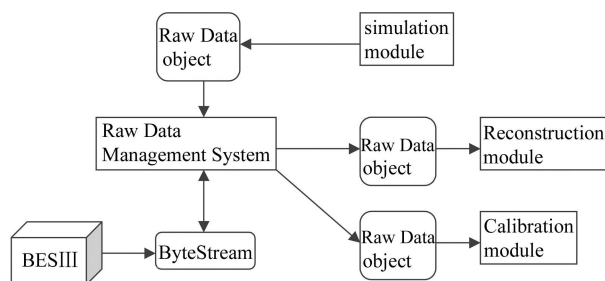 Raw Data
object
simulation
module
Raw Data
Management System
Raw Data
object
Reconstruction
module
BESIII
ByteStream
Raw Data
object
Calibration
module